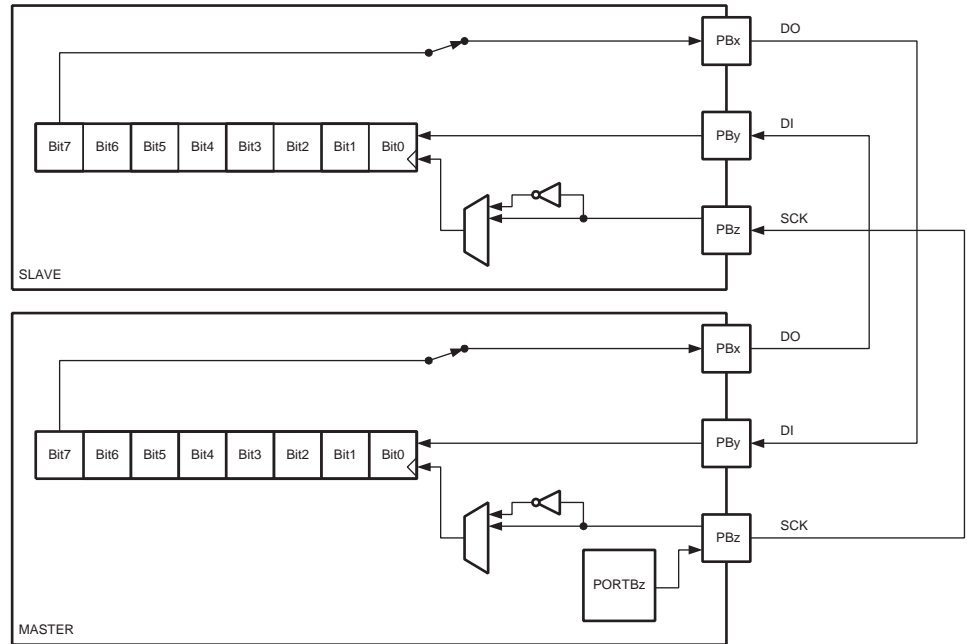 PBx DO
Bit7 Bit6 Bit5 Bit4 Bit3 Bit2 Bit1 Bit0
PBy DI
PBz SCK
SLAVE
PBx DO
Bit7 Bit6 Bit5 Bit4 Bit3 Bit2 Bit1 Bit0
PBy DI
PBz SCK
PORTBz
MASTER